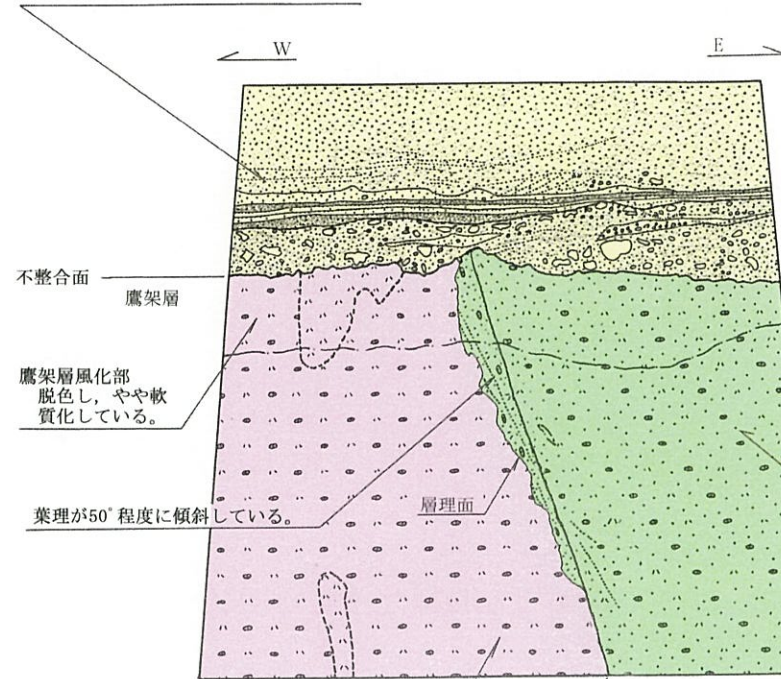 W
E
不整合面
鷹架層
鷹架層風化部
脱色し，やや軟
質化している。
葉理が50°程度に傾斜している。
層理面